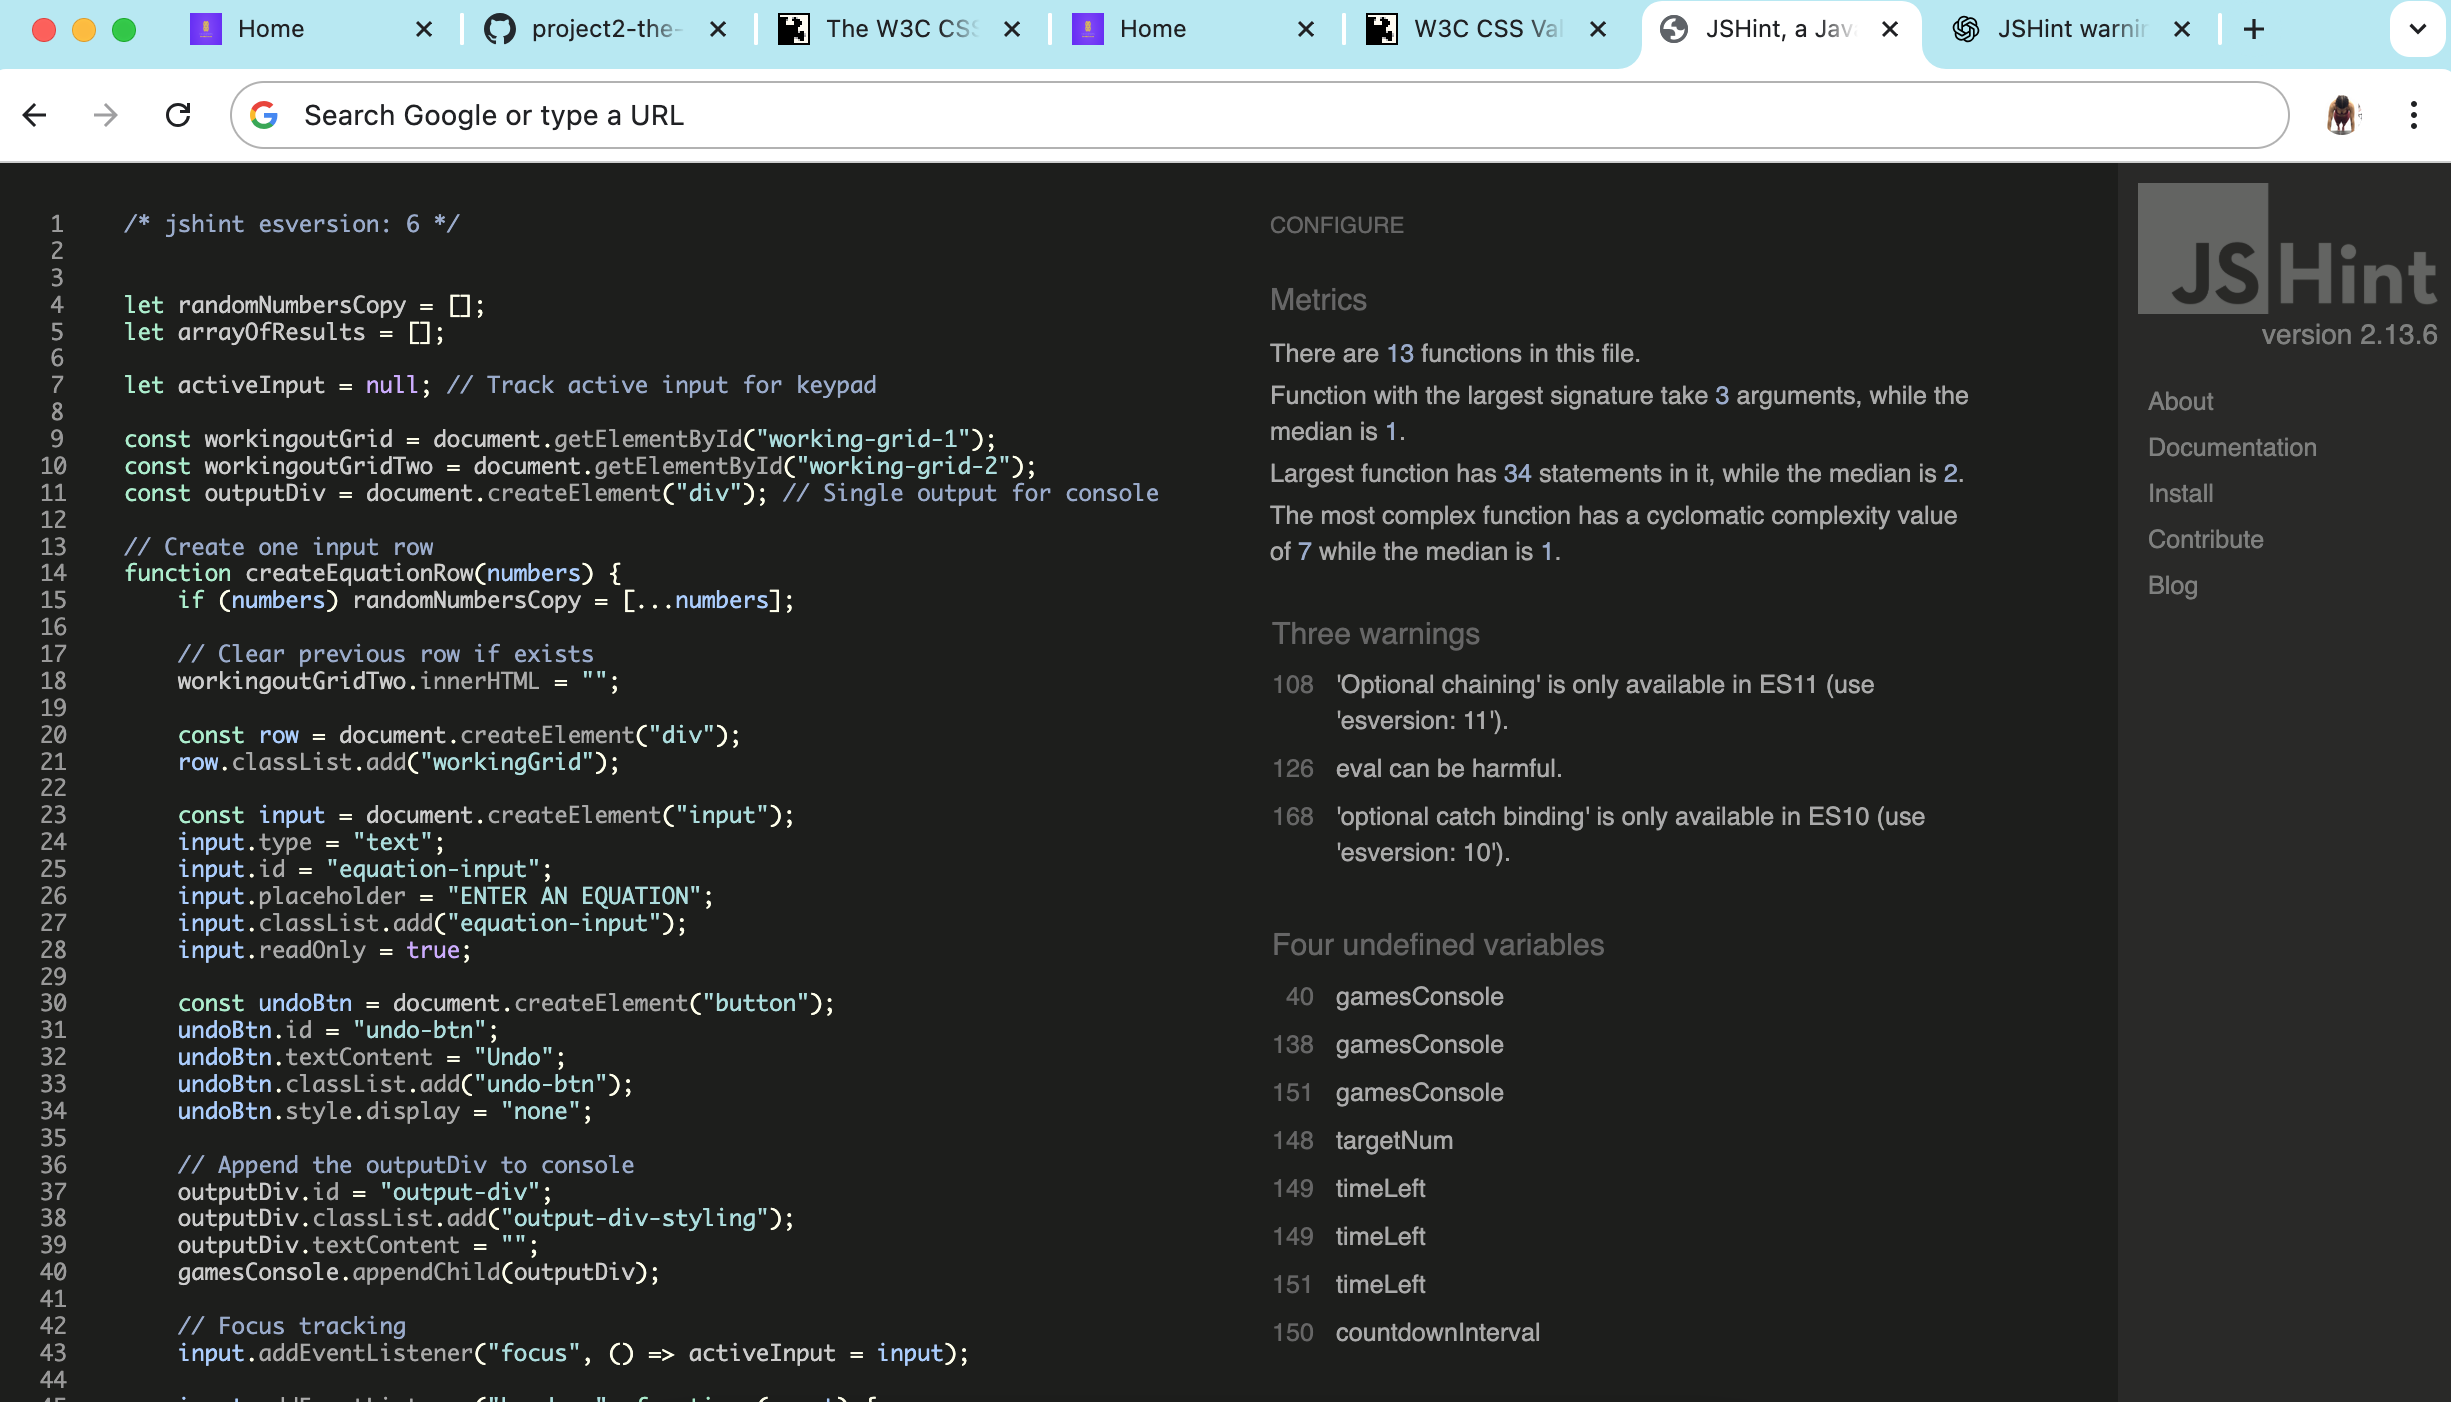 Home
project2-the-
The W3C CSS
Home
W3C CSS Val
JSHint, a Java
JSHint warnin
Search Google or type a URL
1 /* jshint esversion: 6 */
2
3
4 let randomNumbersCopy = [];
5 let arrayOfResults = [];
6
7 let activeInput = null; // Track active input for keypad
8
9 const workingoutGrid = document.getElementById("working-grid-1");
10 const workingoutGridTwo = document.getElementById("working-grid-2");
11 const outputDiv = document.createElement("div"); // Single output for console
12
13 // Create one input row
14 function createEquationRow(numbers) {
15 if (numbers) randomNumbersCopy = [...numbers];
16
17 // Clear previous row if exists
18 workingoutGridTwo.innerHTML = "";
19
20 const row = document.createElement("div");
21 row.classList.add("workingGrid");
22
23 const input = document.createElement("input");
24 input.type = "text";
25 input.id = "equation-input";
26 input.placeholder = "ENTER AN EQUATION";
27 input.classList.add("equation-input");
28 input.readOnly = true;
29
30 const undoBtn = document.createElement("button");
31 undoBtn.id = "undo-btn";
32 undoBtn.textContent = "Undo";
33 undoBtn.classList.add("undo-btn");
34 undoBtn.style.display = "none";
35
36 // Append the outputDiv to console
37 outputDiv.id = "output-div";
38 outputDiv.classList.add("output-div-styling");
39 outputDiv.textContent = "";
40 gamesConsole.appendChild(outputDiv);
41
42 // Focus tracking
43 input.addEventListener("focus", () => activeInput = input);
44
CONFIGURE
Metrics
There are 13 functions in this file.
Function with the largest signature take 3 arguments, while the
median is 1.
Largest function has 34 statements in it, while the median is 2.
The most complex function has a cyclomatic complexity value
of 7 while the median is 1.
Three warnings
108 'Optional chaining' is only available in ES11 (use
'esversion: 11').
126 eval can be harmful.
168 'optional catch binding' is only available in ES10 (use
'esversion: 10').
Four undefined variables
40 gamesConsole
138 gamesConsole
151 gamesConsole
148 targetNum
149 timeLeft
149 timeLeft
151 timeLeft
150 countdownInterval
JSHint
version 2.13.6
About
Documentation
Install
Contribute
Blog